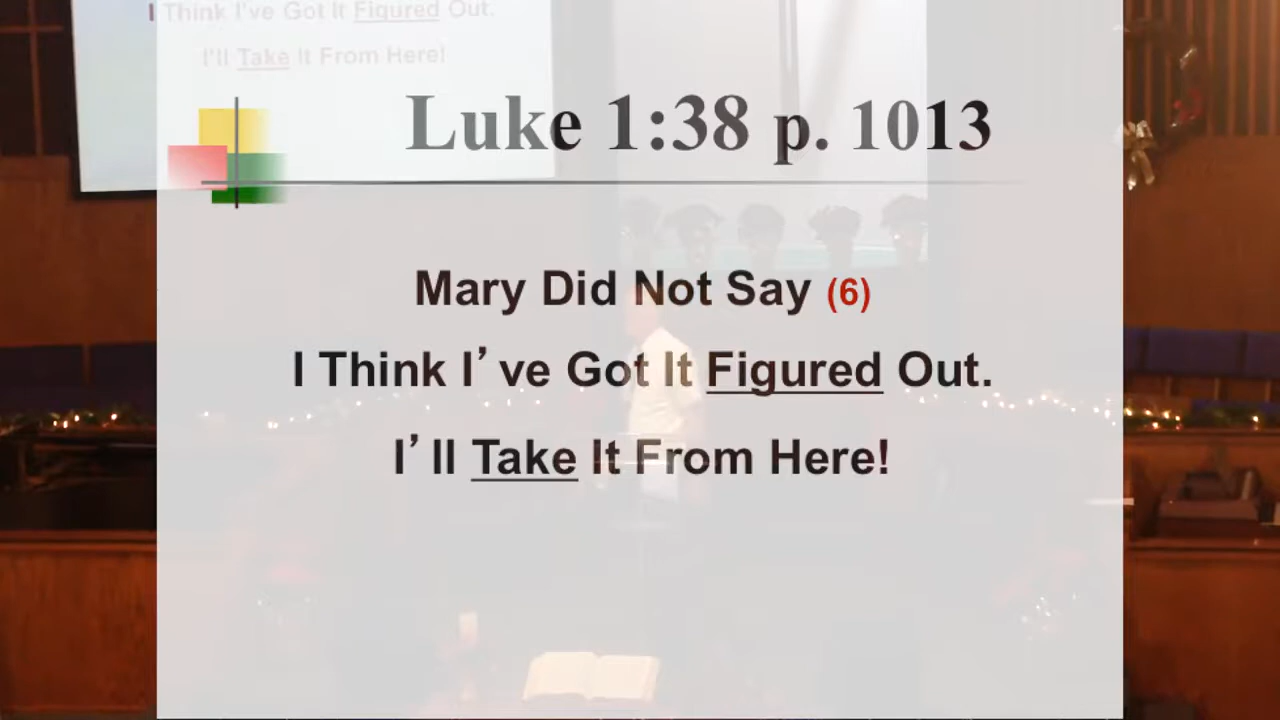 I Think I've Got It Figured Out.
I'll Take It From Here!
Luke 1:38 p. 1013
Mary Did Not Say (6)
I Think I’ve Got It Figured Out.
I’ll Take It From Here!